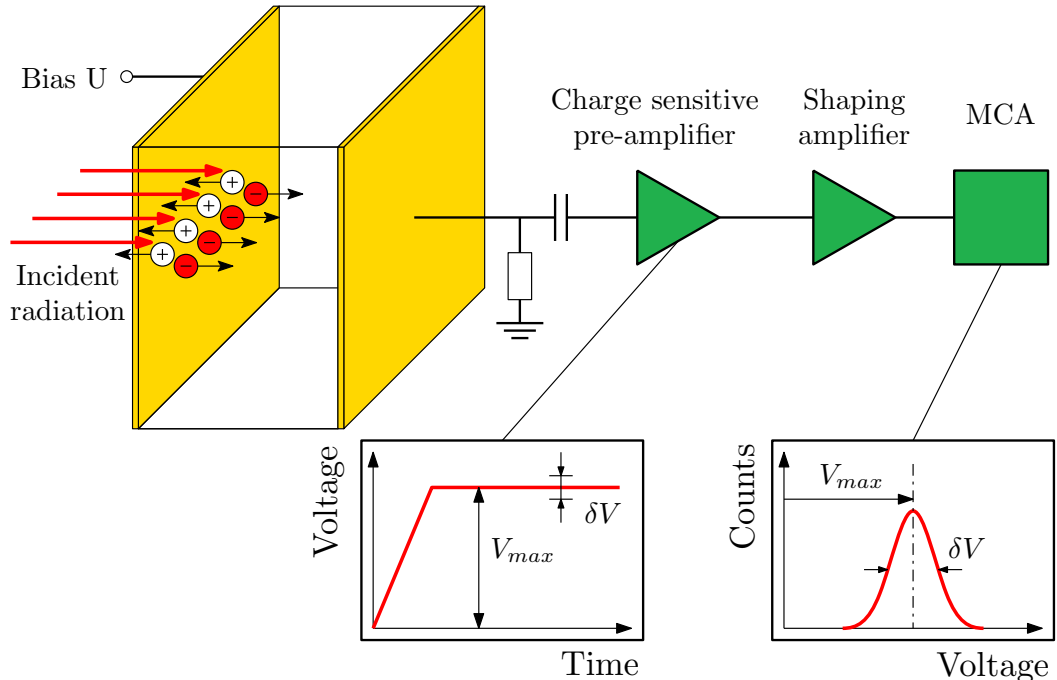 Bias U
Charge sensitive
pre-amplifier
Shaping
amplifier
MCA
+ −
+ −
+ −
+ −
Incident
radiation
Voltage
δV
V_max
Time
Counts
V_max
δV
Voltage